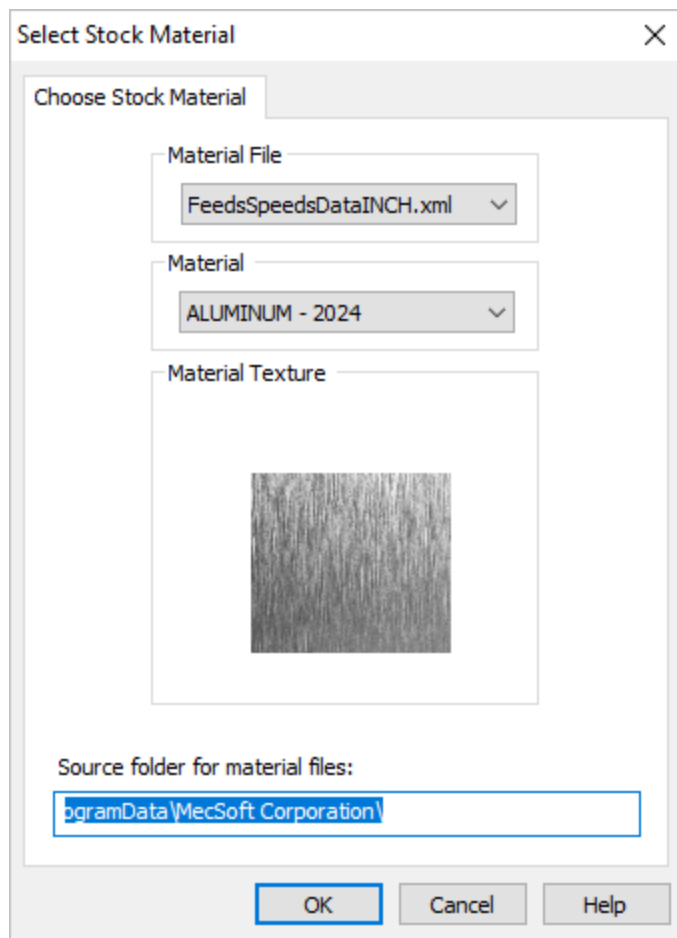 Select Stock Material
Choose Stock Material
Material File
FeedsSpeedsDataINCH.xml
Material
ALUMINUM - 2024
Material Texture
Source folder for material files:
ogramData\MecSoft Corporation\
OK
Cancel
Help